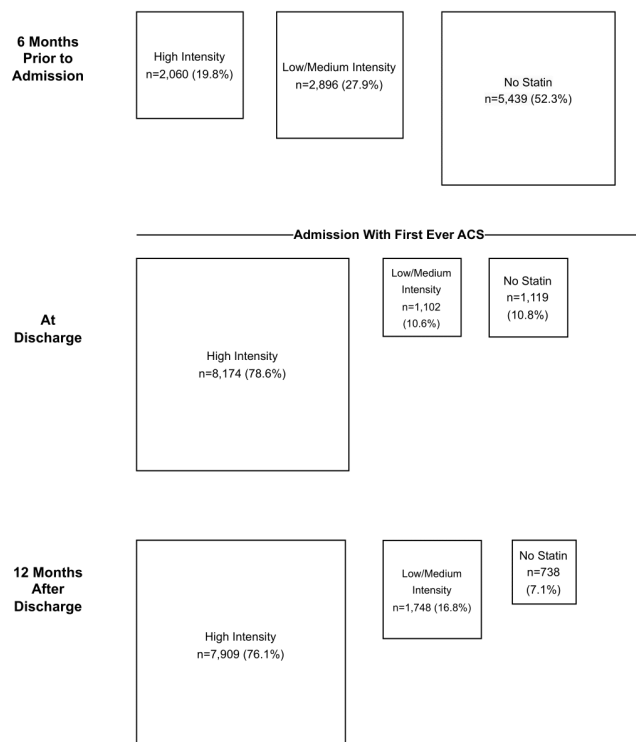 6 Months
Prior to
Admission
High Intensity
n=2,060 (19.8%)
Low/Medium Intensity
n=2,896 (27.9%)
No Statin
n=5,439 (52.3%)
Admission With First Ever ACS
At
Discharge
High Intensity
n=8,174 (78.6%)
Low/Medium
Intensity
n=1,102
(10.6%)
No Statin
n=1,119
(10.8%)
12 Months
After
Discharge
High Intensity
n=7,909 (76.1%)
Low/Medium
Intensity
n=1,748 (16.8%)
No Statin
n=738
(7.1%)